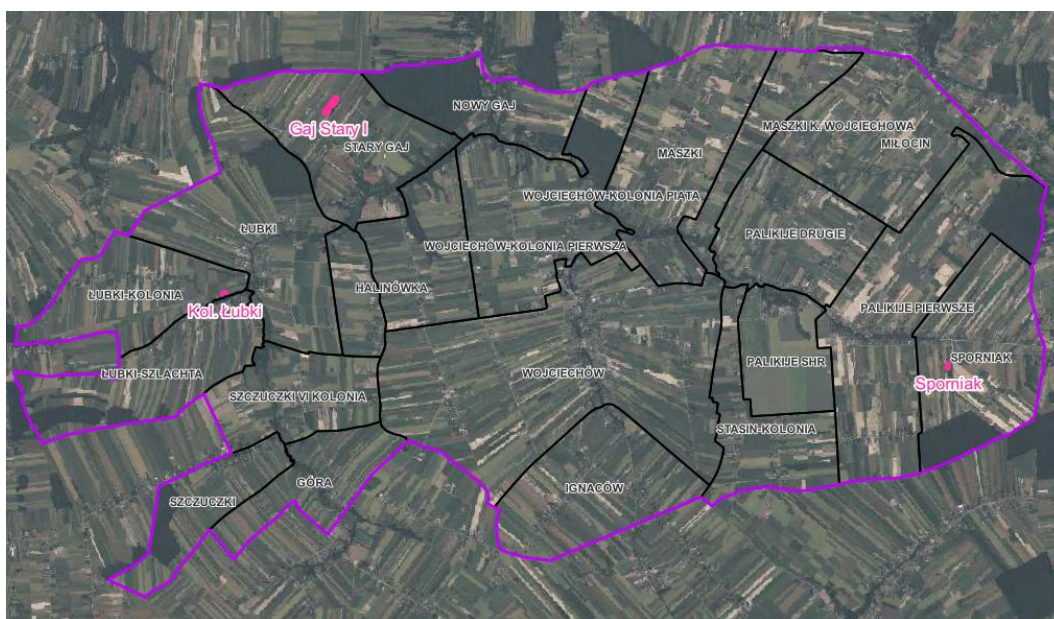 NOWY GAJ
Gaj Stary I
MASZKI K. WOJCIECHOWA
MIŁOCIN
STARY GAJ
MASZKI
WOJCIECHÓW-KOLONIA PIĄTA
ŁUBKI
PALIKIJE DRUGIE
WOJCIECHÓW-KOLONIA PIERWSZA
HALINÓWKA
ŁUBKI-KOLONIA
Kol. Łubki
PALIKIJE PIERWSZE
SPORNIAK
PALIKIJE SHR
ŁUBKI-SZLACHTA
WOJCIECHÓW
Sporniak
SZCZUCZKI VI KOLONIA
STASIN-KOLONIA
GÓRA
IGNACÓW
SZCZUCZKI